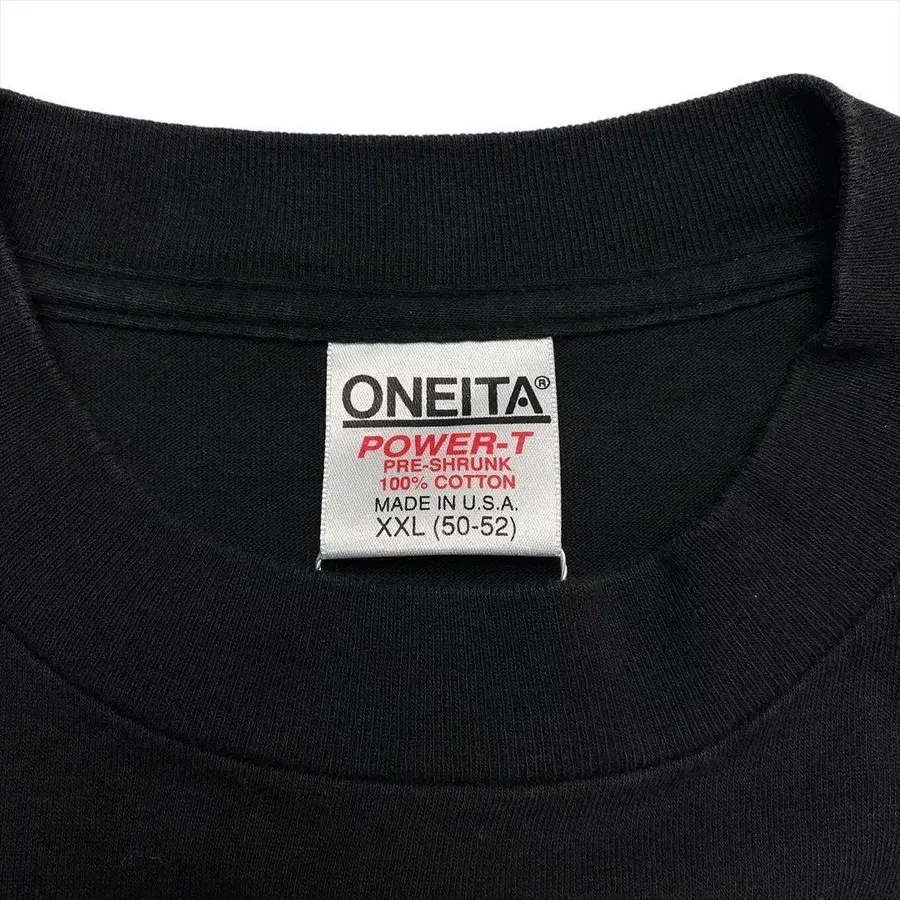 ONEITA®
POWER-T
PRE-SHRUNK
100% COTTON
MADE IN U.S.A.
XXL (50-52)